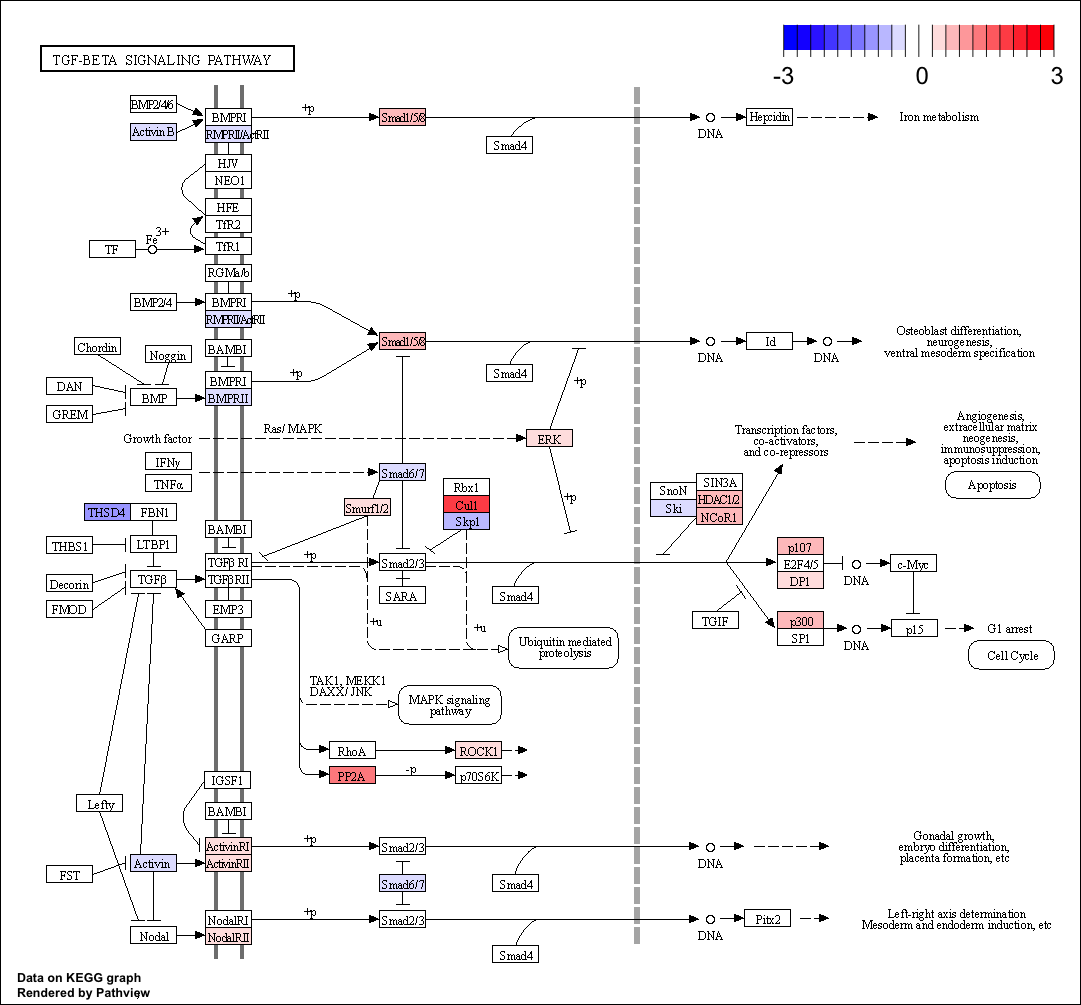 TGF-BETA SIGNALING PATHWAY
-3 0 3
BMP2/4/6
Activin B
BMPRI
RMPRII/ActRII
+p
Smad1/5/8
Smad4
DNA
Hepcidin
Iron metabolism
HJV
NEO1
HFE
TfR2
TF
Fe 3+
TfR1
RGMa/b
BMP2/4
BMPRI
RMPRII/ActRII
+p
Smad1/5/8
Smad4
DNA
Id
DNA
Osteoblast differentiation,
neurogenesis,
ventral mesoderm specification
Chordin
Noggin
BAMBI
DAN
GREM
BMP
BMPRI
BMPRII
+p
+p
Growth factor
Ras/ MAPK
ERK
+p
IFNγ
TNFα
Smad6/7
Smurf1/2
Rbx1
Cul1
Skp1
Transcription factors,
co-activators,
and co-repressors
Angiogenesis,
extracellular matrix
neogenesis,
immunosuppression,
apoptosis induction
Apoptosis
SnoN
Ski
SIN3A
HDAC1/2
NCoR1
THSD4
FBN1
THBS1
LTBP1
BAMBI
Decorin
FMOD
TGFβ
TGFβ RI
TGFβ RII
EMP3
GARP
+p
Smad2/3
SARA
Smad4
+u
+u
Ubiquitin mediated
proteolysis
TGIF
p107
E2F4/5
DP1
DNA
c-Myc
p300
SP1
DNA
p15
G1 arrest
Cell Cycle
TAK1, MEKK1
DAXX/ JNK
MAPK signaling
pathway
RhoA
ROCK1
PP2A
-p
p70S6K
Lefty
IGSF1
BAMBI
FST
Activin
ActivinRI
ActivinRII
+p
Smad2/3
Smad4
DNA
Gonadal growth,
embryo differentiation,
placenta formation, etc
Smad6/7
Nodal
NodalRI
NodalRII
+p
Smad2/3
Smad4
DNA
Pitx2
Left-right axis determination
Mesoderm and endoderm induction, etc
Data on KEGG graph
Rendered by Pathview